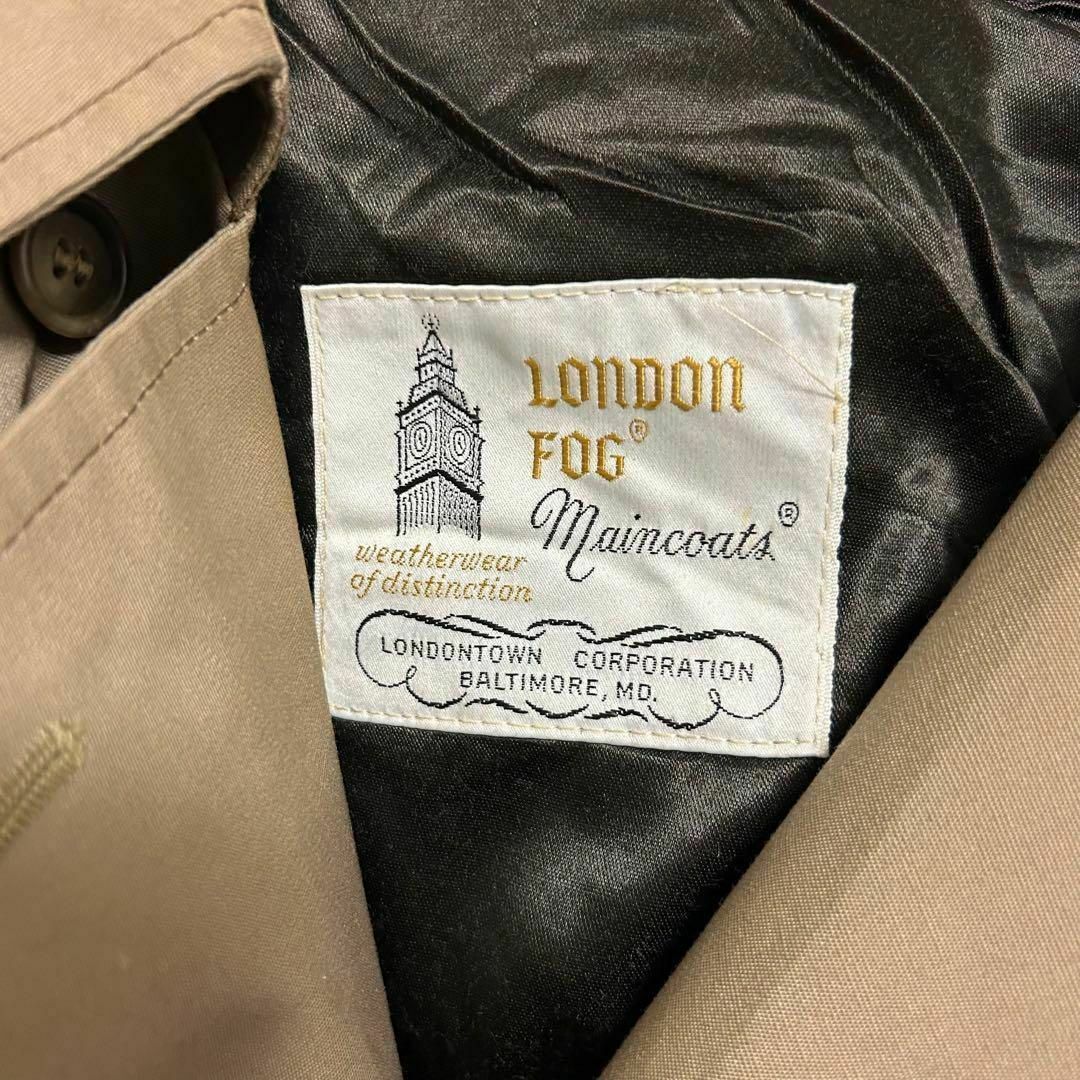 LONDON
FOG®
Maincoats®
weatherwear
of distinction
LONDONTOWN CORPORATION
BALTIMORE, MD.